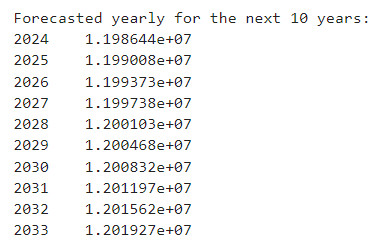 Forecasted yearly for the next 10 years:
2024    1.198644e+07
2025    1.199008e+07
2026    1.199373e+07
2027    1.199738e+07
2028    1.200103e+07
2029    1.200468e+07
2030    1.200832e+07
2031    1.201197e+07
2032    1.201562e+07
2033    1.201927e+07